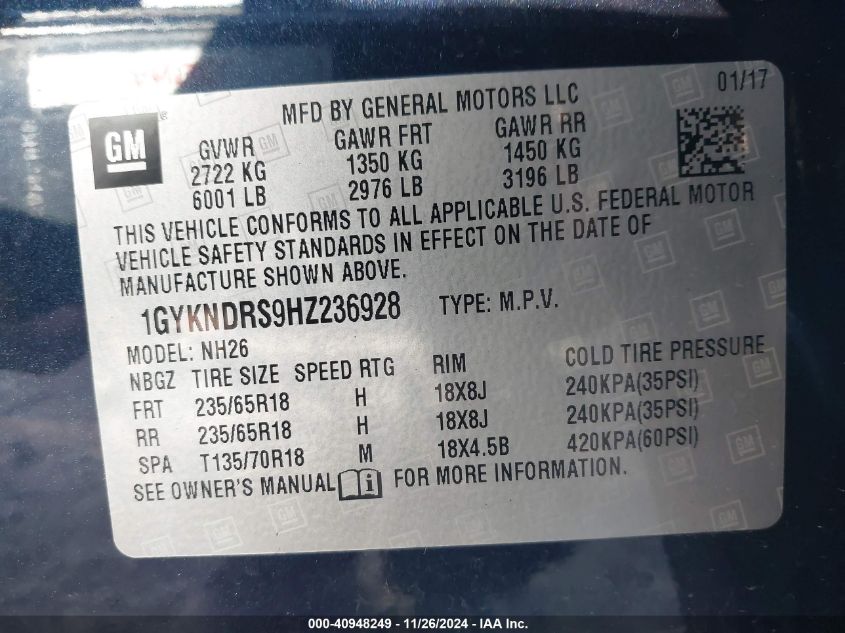 01/17
MFD BY GENERAL MOTORS LLC
GM
GVWR GAWR FRT GAWR RR
2722 KG 1350 KG 1450 KG
6001 LB 2976 LB 3196 LB
THIS VEHICLE CONFORMS TO ALL APPLICABLE U.S. FEDERAL MOTOR
VEHICLE SAFETY STANDARDS IN EFFECT ON THE DATE OF
MANUFACTURE SHOWN ABOVE.
1GYKNDRS9HZ236928 TYPE: M.P.V.
MODEL: NH26
NBGZ TIRE SIZE SPEED RTG RIM COLD TIRE PRESSURE
FRT 235/65R18 H 18X8J 240KPA(35PSI)
RR 235/65R18 H 18X8J 240KPA(35PSI)
SPA T135/70R18 M 18X4.5B 420KPA(60PSI)
SEE OWNER'S MANUAL i FOR MORE INFORMATION.
000-40948249 - 11/26/2024 - IAA Inc.